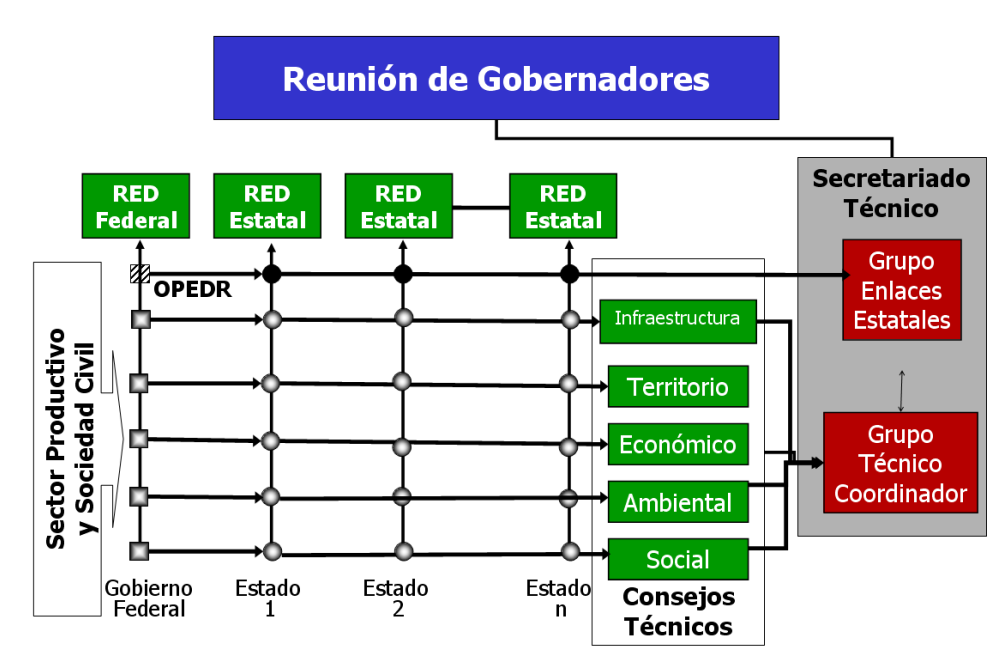 Reunión de Gobernadores
RED
Federal
RED
Estatal
RED
Estatal
RED
Estatal
Secretariado
Técnico
Grupo
Enlaces
Estatales
Grupo
Técnico
Coordinador
Sector Productivo
y Sociedad Civil
OPEDR
Infraestructura
Territorio
Económico
Ambiental
Social
Consejos
Técnicos
Gobierno
Federal
Estado
1
Estado
2
Estado
n